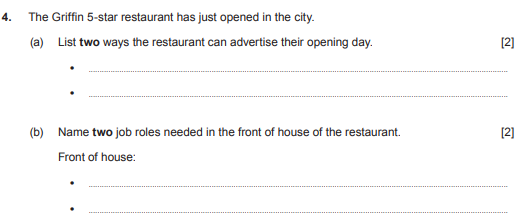 4. The Griffin 5-star restaurant has just opened in the city.
(a) List two ways the restaurant can advertise their opening day. [2]
•
•
(b) Name two job roles needed in the front of house of the restaurant. [2]
Front of house:
•
•